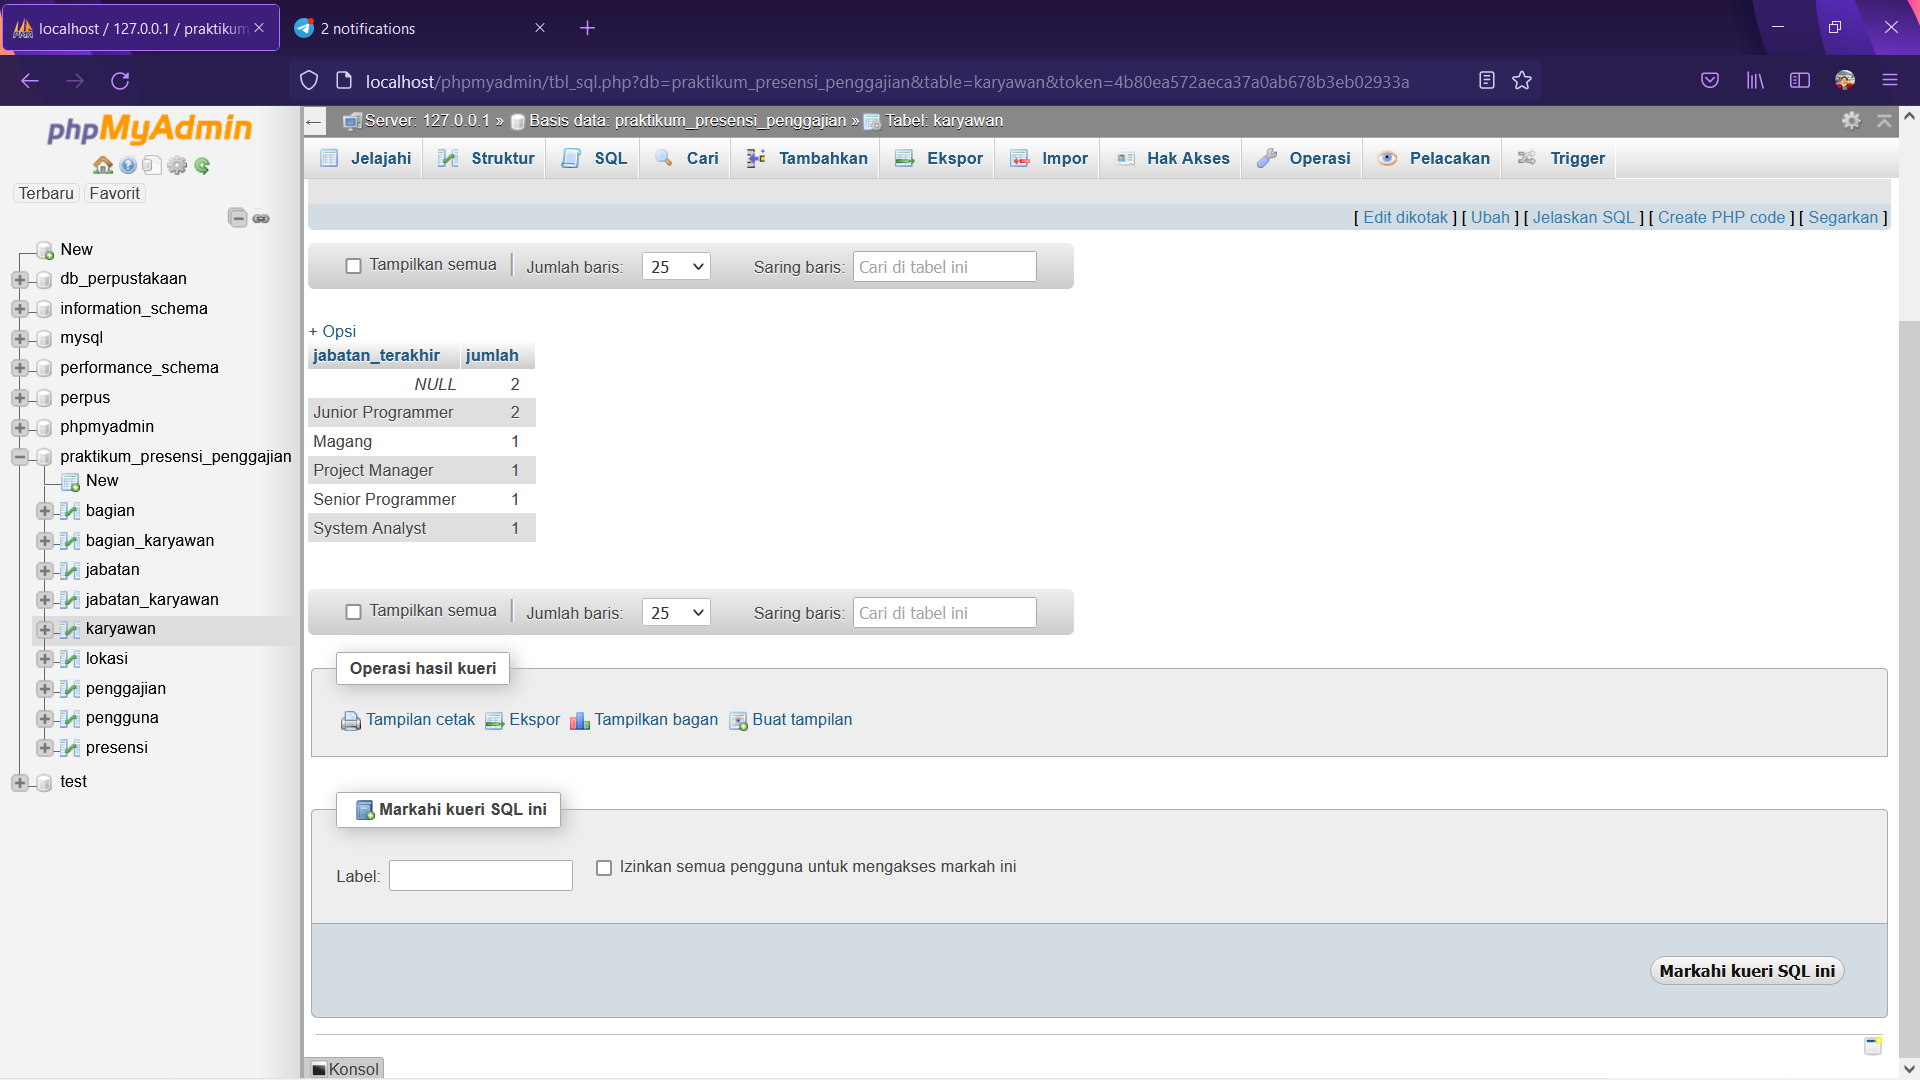 localhost / 127.0.0.1 / praktikum
2 notifications
localhost/phpmyadmin/tbl_sql.php?db=praktikum_presensi_penggajian&table=karyawan&token=4b80ea572aeca37a0ab678b3eb02933a
phpMyAdmin
Terbaru Favorit
New
db_perpustakaan
information_schema
mysql
performance_schema
perpus
phpmyadmin
praktikum_presensi_penggajian
New
bagian
bagian_karyawan
jabatan
jabatan_karyawan
karyawan
lokasi
penggajian
pengguna
presensi
test
Server: 127.0.0.1 » Basis data: praktikum_presensi_penggajian » Tabel: karyawan
Jelajahi Struktur SQL Cari Tambahkan Ekspor Impor Hak Akses Operasi Pelacakan Trigger
[ Edit dikotak ] [ Ubah ] [ Jelaskan SQL ] [ Create PHP code ] [ Segarkan ]
Tampilkan semua Jumlah baris: 25 Saring baris: Cari di tabel ini
+ Opsi
jabatan_terakhir jumlah
NULL 2
Junior Programmer 2
Magang 1
Project Manager 1
Senior Programmer 1
System Analyst 1
Tampilkan semua Jumlah baris: 25 Saring baris: Cari di tabel ini
Operasi hasil kueri
Tampilan cetak Ekspor Tampilkan bagan Buat tampilan
Markahi kueri SQL ini
Label: Izinkan semua pengguna untuk mengakses markah ini
Markahi kueri SQL ini
Konsol